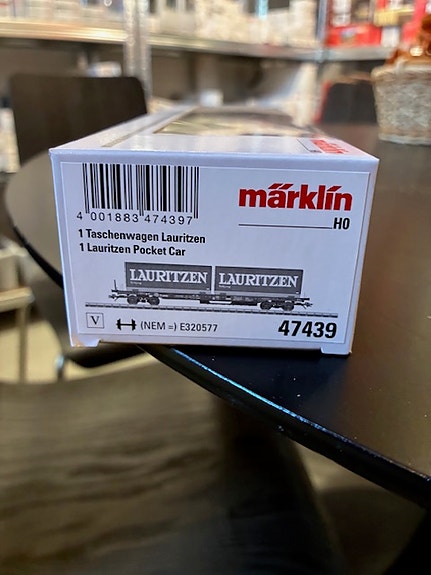 märklin
H0
4 001883 474397
1 Taschenwagen Lauritzen
1 Lauritzen Pocket Car
LAURITZEN LAURITZEN
V (NEM =) E320577
47439